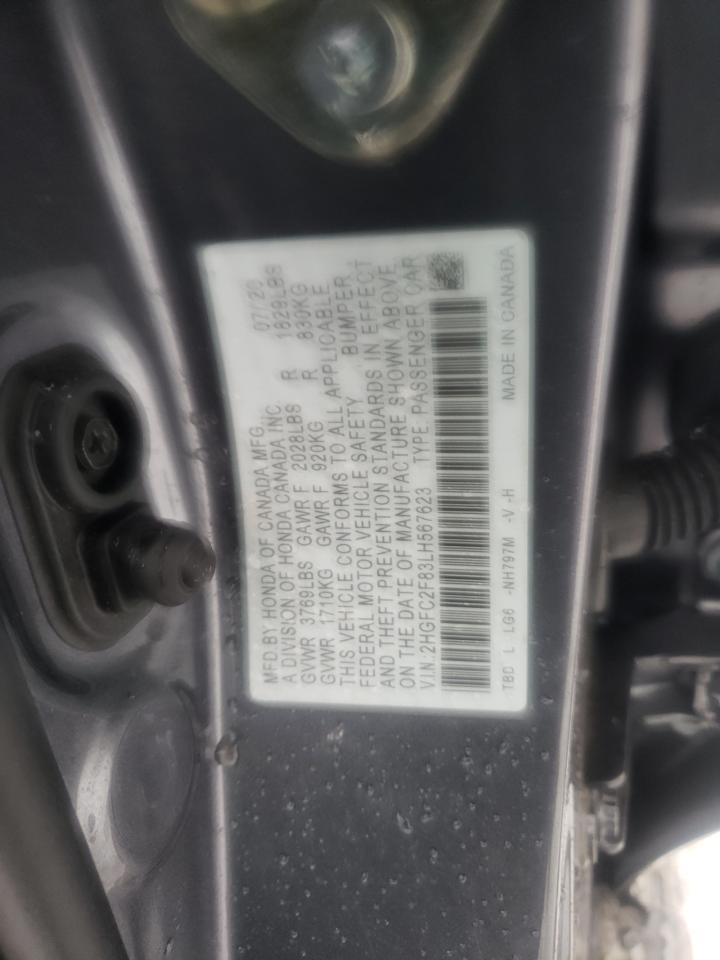 MFD.BY HONDA OF CANADA MFG. 07/20
A DIVISION OF HONDA CANADA INC.
GVWR 3769LBS GAWR F 2028LBS R 1829LBS
GVWR 1710KG GAWR F 920KG R 830KG
THIS VEHICLE CONFORMS TO ALL APPLICABLE
FEDERAL MOTOR VEHICLE SAFETY BUMPER
AND THEFT PREVENTION STANDARDS IN EFFECT
ON THE DATE OF MANUFACTURE SHOWN ABOVE.
V.I.N.:2HGFC2F83LH567623 TYPE: PASSENGER CAR
TBD L LG6 -NH797M -V -H MADE IN CANADA